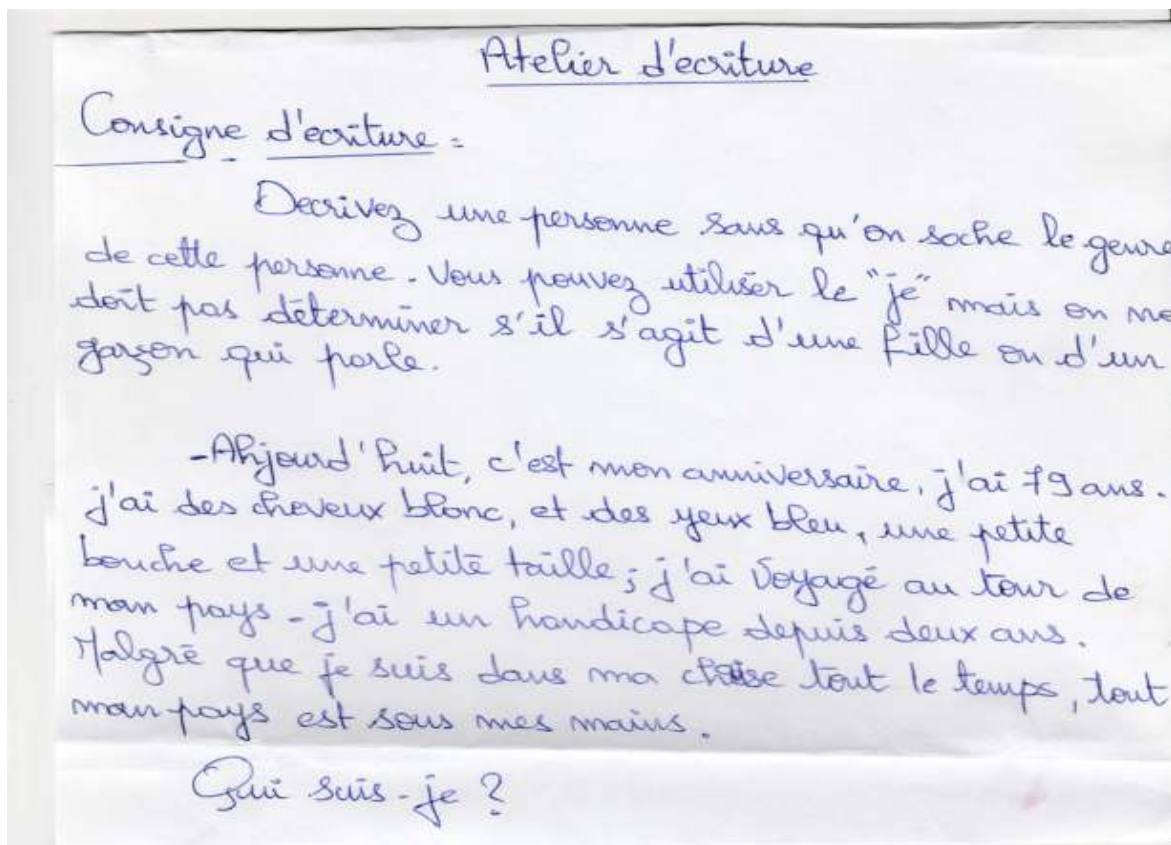 Atelier d'ecriture
Consigne d'ecriture =
Decrivez une personne sans qu'on sache le genre
de cette personne. Vous pouvez utiliser le "je" mais on ne
doit pas déterminer s'il s'agit d'une fille ou d'un
garçon qui parle.
-Ahjourd'huit, c'est mon anniversaire, j'ai 79 ans.
j'ai des cheveux blanc, et des yeux bleu, une petite
bouche et une petite taille; j'ai voyagé au tour de
mon pays - j'ai un handicape depuis deux ans.
Malgré que je suis dans ma chaise tout le temps, tout
mon pays est sous mes mains.
Qui suis-je ?